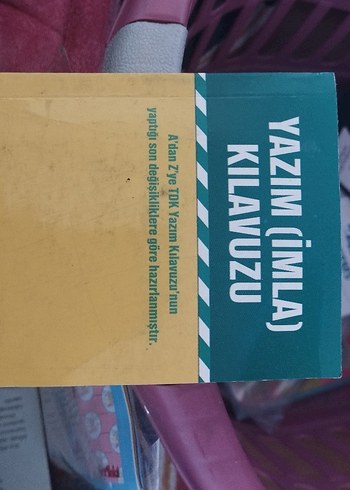 YAZIM (İMLA)
KILAVUZU
A'dan Z'ye TDK Yazım Kılavuzu'nun
yaptığı son değişikliklere göre hazırlanmıştır.